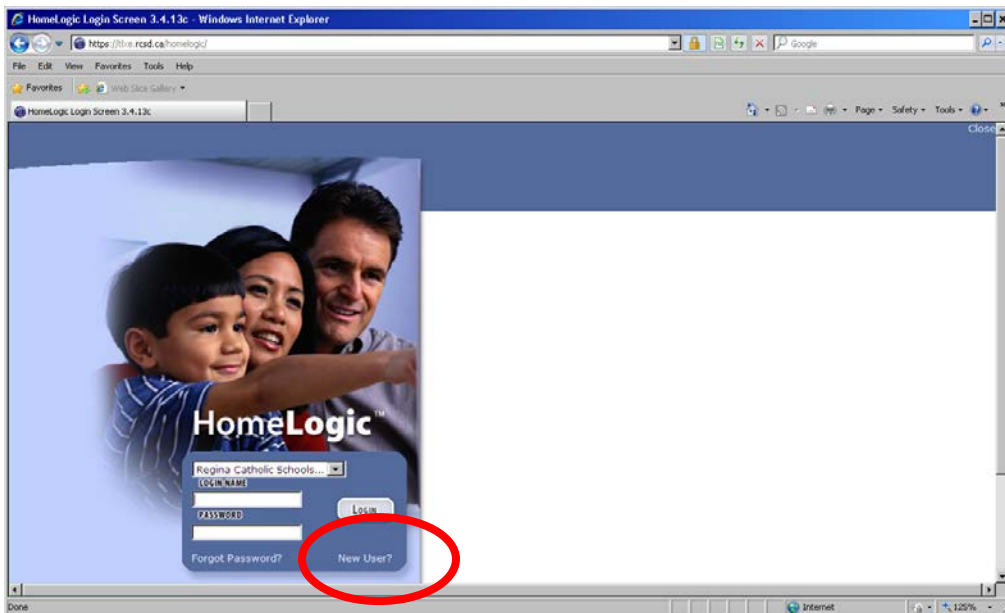 HomeLogic Login Screen 3.4.13c - Windows Internet Explorer
https://tlxe.rcsd.ca/homelogic/
Google
File Edit View Favorites Tools Help
Favorites Web Slice Gallery
HomeLogic Login Screen 3.4.13c
Page Safety Tools
Close
HomeLogic™
Regina Catholic Schools...
LOGIN NAME
PASSWORD
LOGIN
Forgot Password? New User?
Done Internet 125%